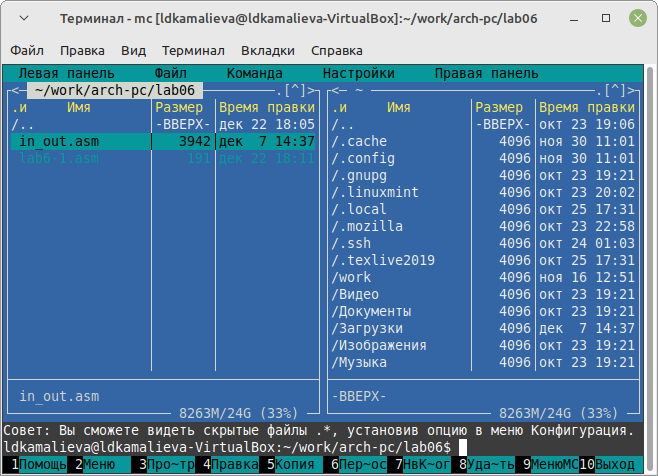 Терминал - mc [ldkamalieva@ldkamalieva-VirtualBox]:~/work/arch-pc/lab06
Файл Правка Вид Терминал Вкладки Справка
Левая панель Файл Команда Настройки Правая панель
<─ ~/work/arch-pc/lab06 ─.[^]> <─ ~ ─.[^]>
.и Имя Размер Время правки .и Имя Размер Время правки
/.. -ВВЕРХ- дек 22 18:05 /.. -ВВЕРХ- окт 23 19:06
in_out.asm 3942 дек 7 14:37 /.cache 4096 ноя 30 11:01
lab6-1.asm 191 дек 22 18:11 /.config 4096 ноя 30 11:01
/.gnupg 4096 окт 23 19:21
/.linuxmint 4096 окт 23 20:02
/.local 4096 окт 25 17:31
/.mozilla 4096 окт 23 22:58
/.ssh 4096 окт 24 01:03
/.texlive2019 4096 окт 25 17:31
/work 4096 ноя 16 12:51
/Видео 4096 окт 23 19:21
/Документы 4096 окт 23 19:21
/Загрузки 4096 дек 7 14:37
/Изображения 4096 окт 23 19:21
/Музыка 4096 окт 23 19:21
in_out.asm -ВВЕРХ-
8263M/24G (33%) 8263M/24G (33%)
Совет: Вы сможете видеть скрытые файлы .*, установив опцию в меню Конфигурация.
ldkamalieva@ldkamalieva-VirtualBox:~/work/arch-pc/lab06$
1Помощь 2Меню 3Про~тр 4Правка 5Копия 6Пер~ос 7НвК~ог 8Уда~ть 9МенюMC 10Выход